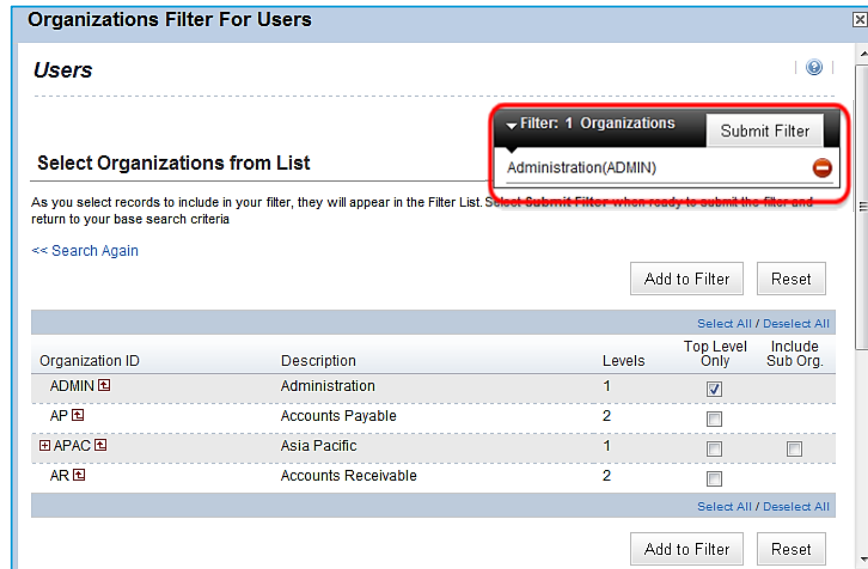 Organizations Filter For Users
Users
Filter: 1 Organizations
Submit Filter
Administration(ADMIN)
Select Organizations from List
As you select records to include in your filter, they will appear in the Filter List. Select Submit Filter when ready to submit the filter and
return to your base search criteria
<< Search Again
Add to Filter Reset
Select All / Deselect All
Organization ID Description Levels Top Level Only Include Sub Org.
ADMIN Administration 1
AP Accounts Payable 2
APAC Asia Pacific 1
AR Accounts Receivable 2
Select All / Deselect All
Add to Filter Reset